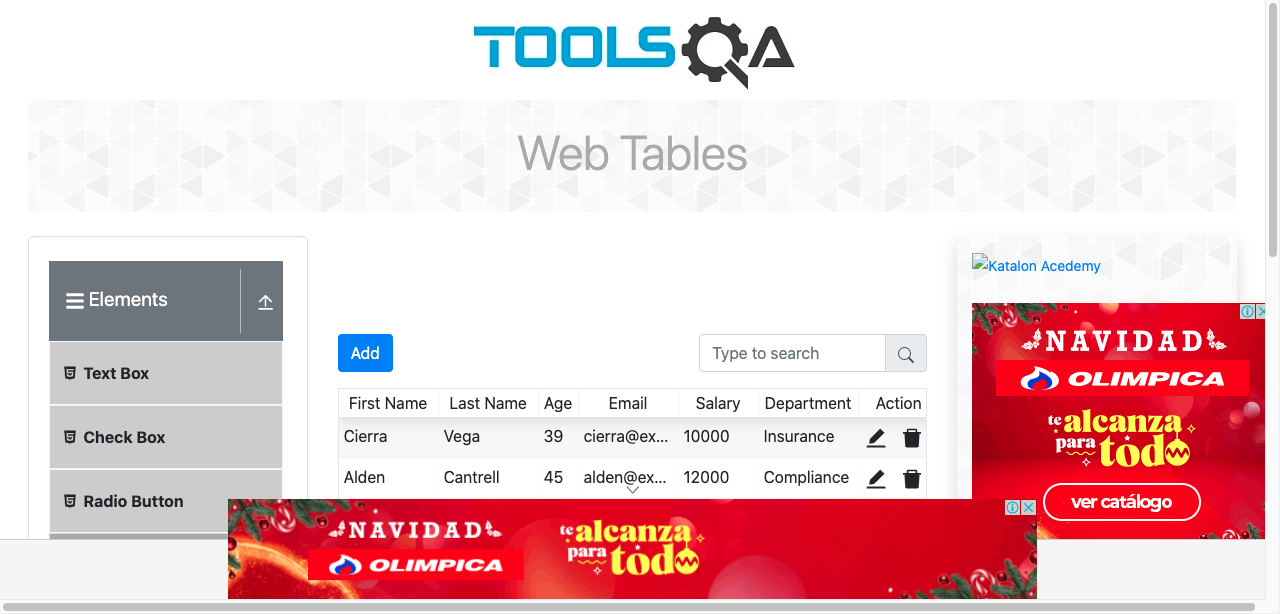 TOOLSQA
Web Tables
Elements
Text Box
Check Box
Radio Button
Add
Type to search
First Name Last Name Age Email Salary Department Action
Cierra Vega 39 cierra@ex... 10000 Insurance
Alden Cantrell 45 alden@ex... 12000 Compliance
Katalon Acedemy
NAVIDAD
OLIMPICA
te alcanza
para todo
ver catálogo
NAVIDAD
OLIMPICA
te alcanza
para todo